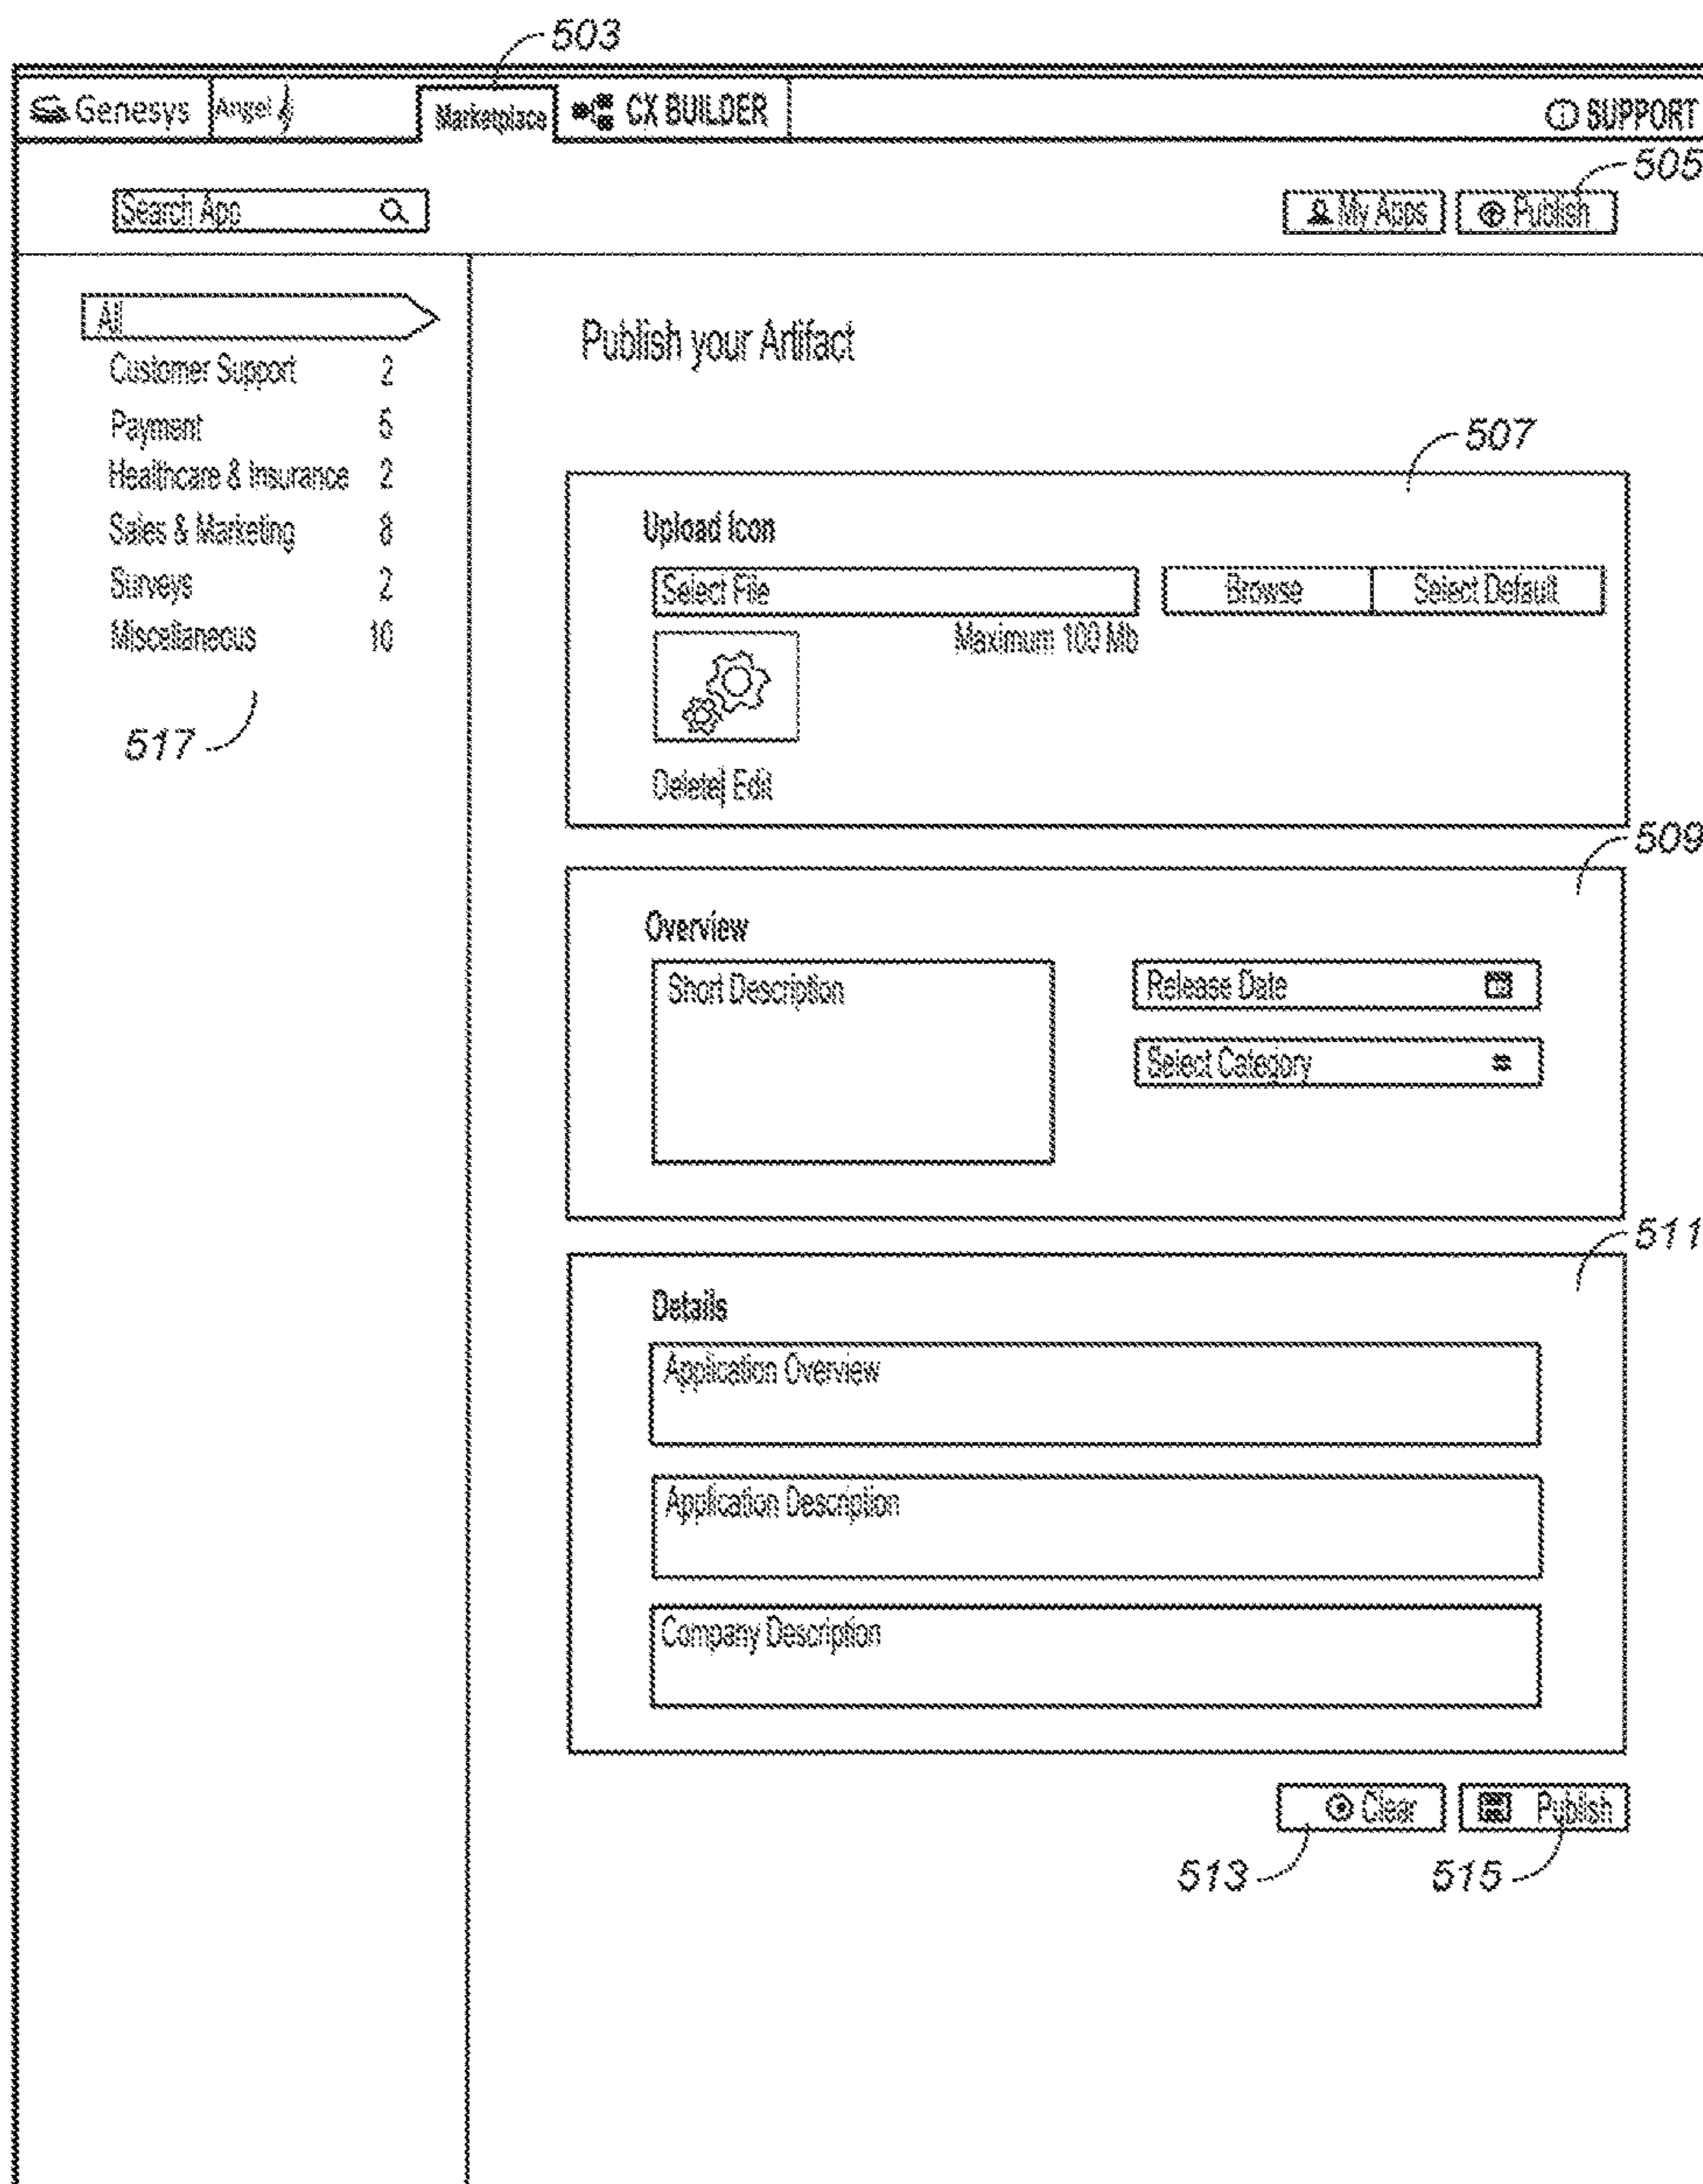 503
Genesys Angel Marketplace CX BUILDER SUPPORT
505
Search App My Apps Publish
All
Customer Support 2
Payment 5
Healthcare & Insurance 2
Sales & Marketing 8
Surveys 2
Miscellaneous 10
517
Publish your Artifact
507
Upload Icon
Select File Browse Select Default
Maximum 100 Mb
Delete| Edit
509
Overview
Short Description
Release Date
Select Category
511
Details
Application Overview
Application Description
Company Description
Clear Publish
513 515